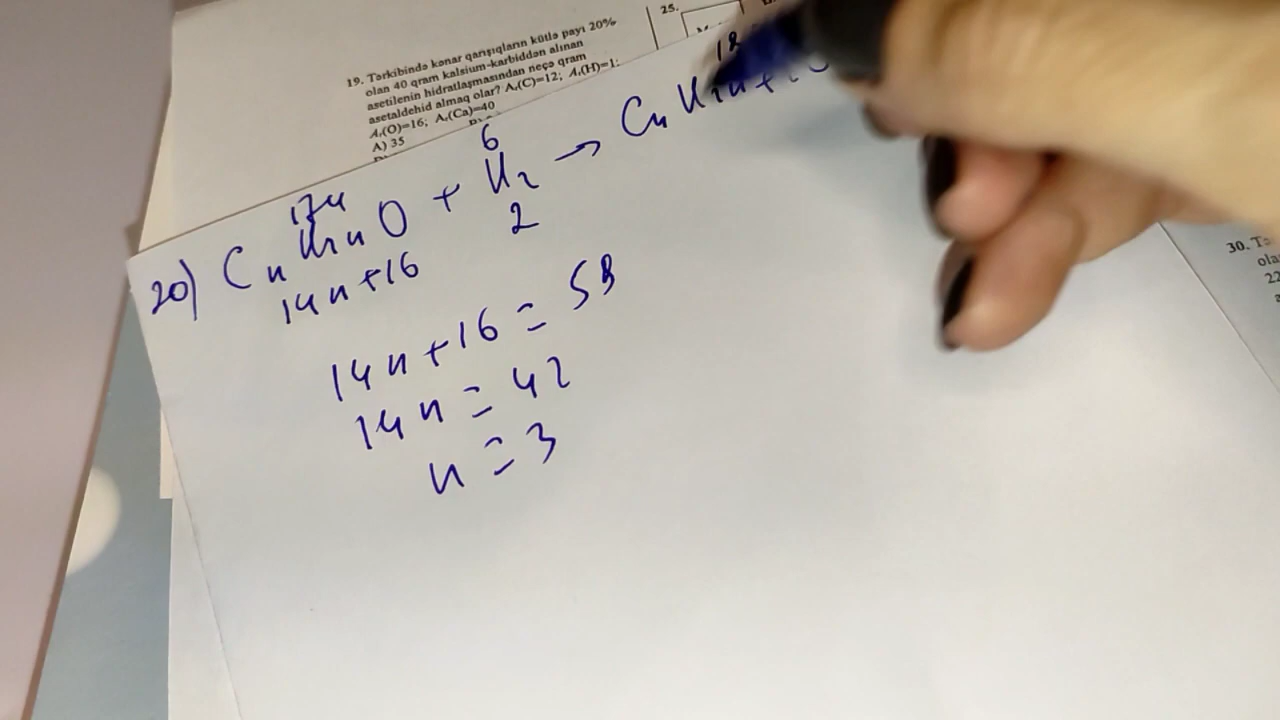 25.
19. Tərkibində kənar qarışıqların kütlə payı 20%
olan 40 qram kalsium-karbiddən alınan
asetilenin hidratlaşmasından neçə qram
asetaldehid almaq olar? Aᵣ(C)=12; Aᵣ(H)=1;
Aᵣ(O)=16; Aᵣ(Ca)=40
A) 35
174 6 18
20) CnH2nO + H2 → CnH2n+2O
14n+16 2
14n+16=58
14n=42
n=3
30.
22